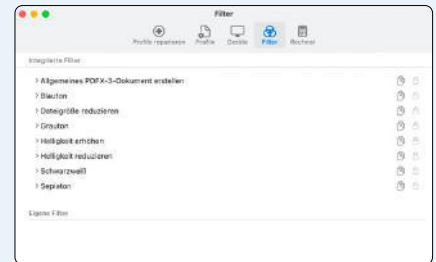 Filter
Profile reparieren Profile Geräte Filter Rechner
Integrierte Filter
Allgemeines PDFX-3-Dokument erstellen
Blauton
Dateigröße reduzieren
Grauton
Helligkeit erhöhen
Helligkeit reduzieren
Schwarzweiß
Sepiaton
Eigene Filter